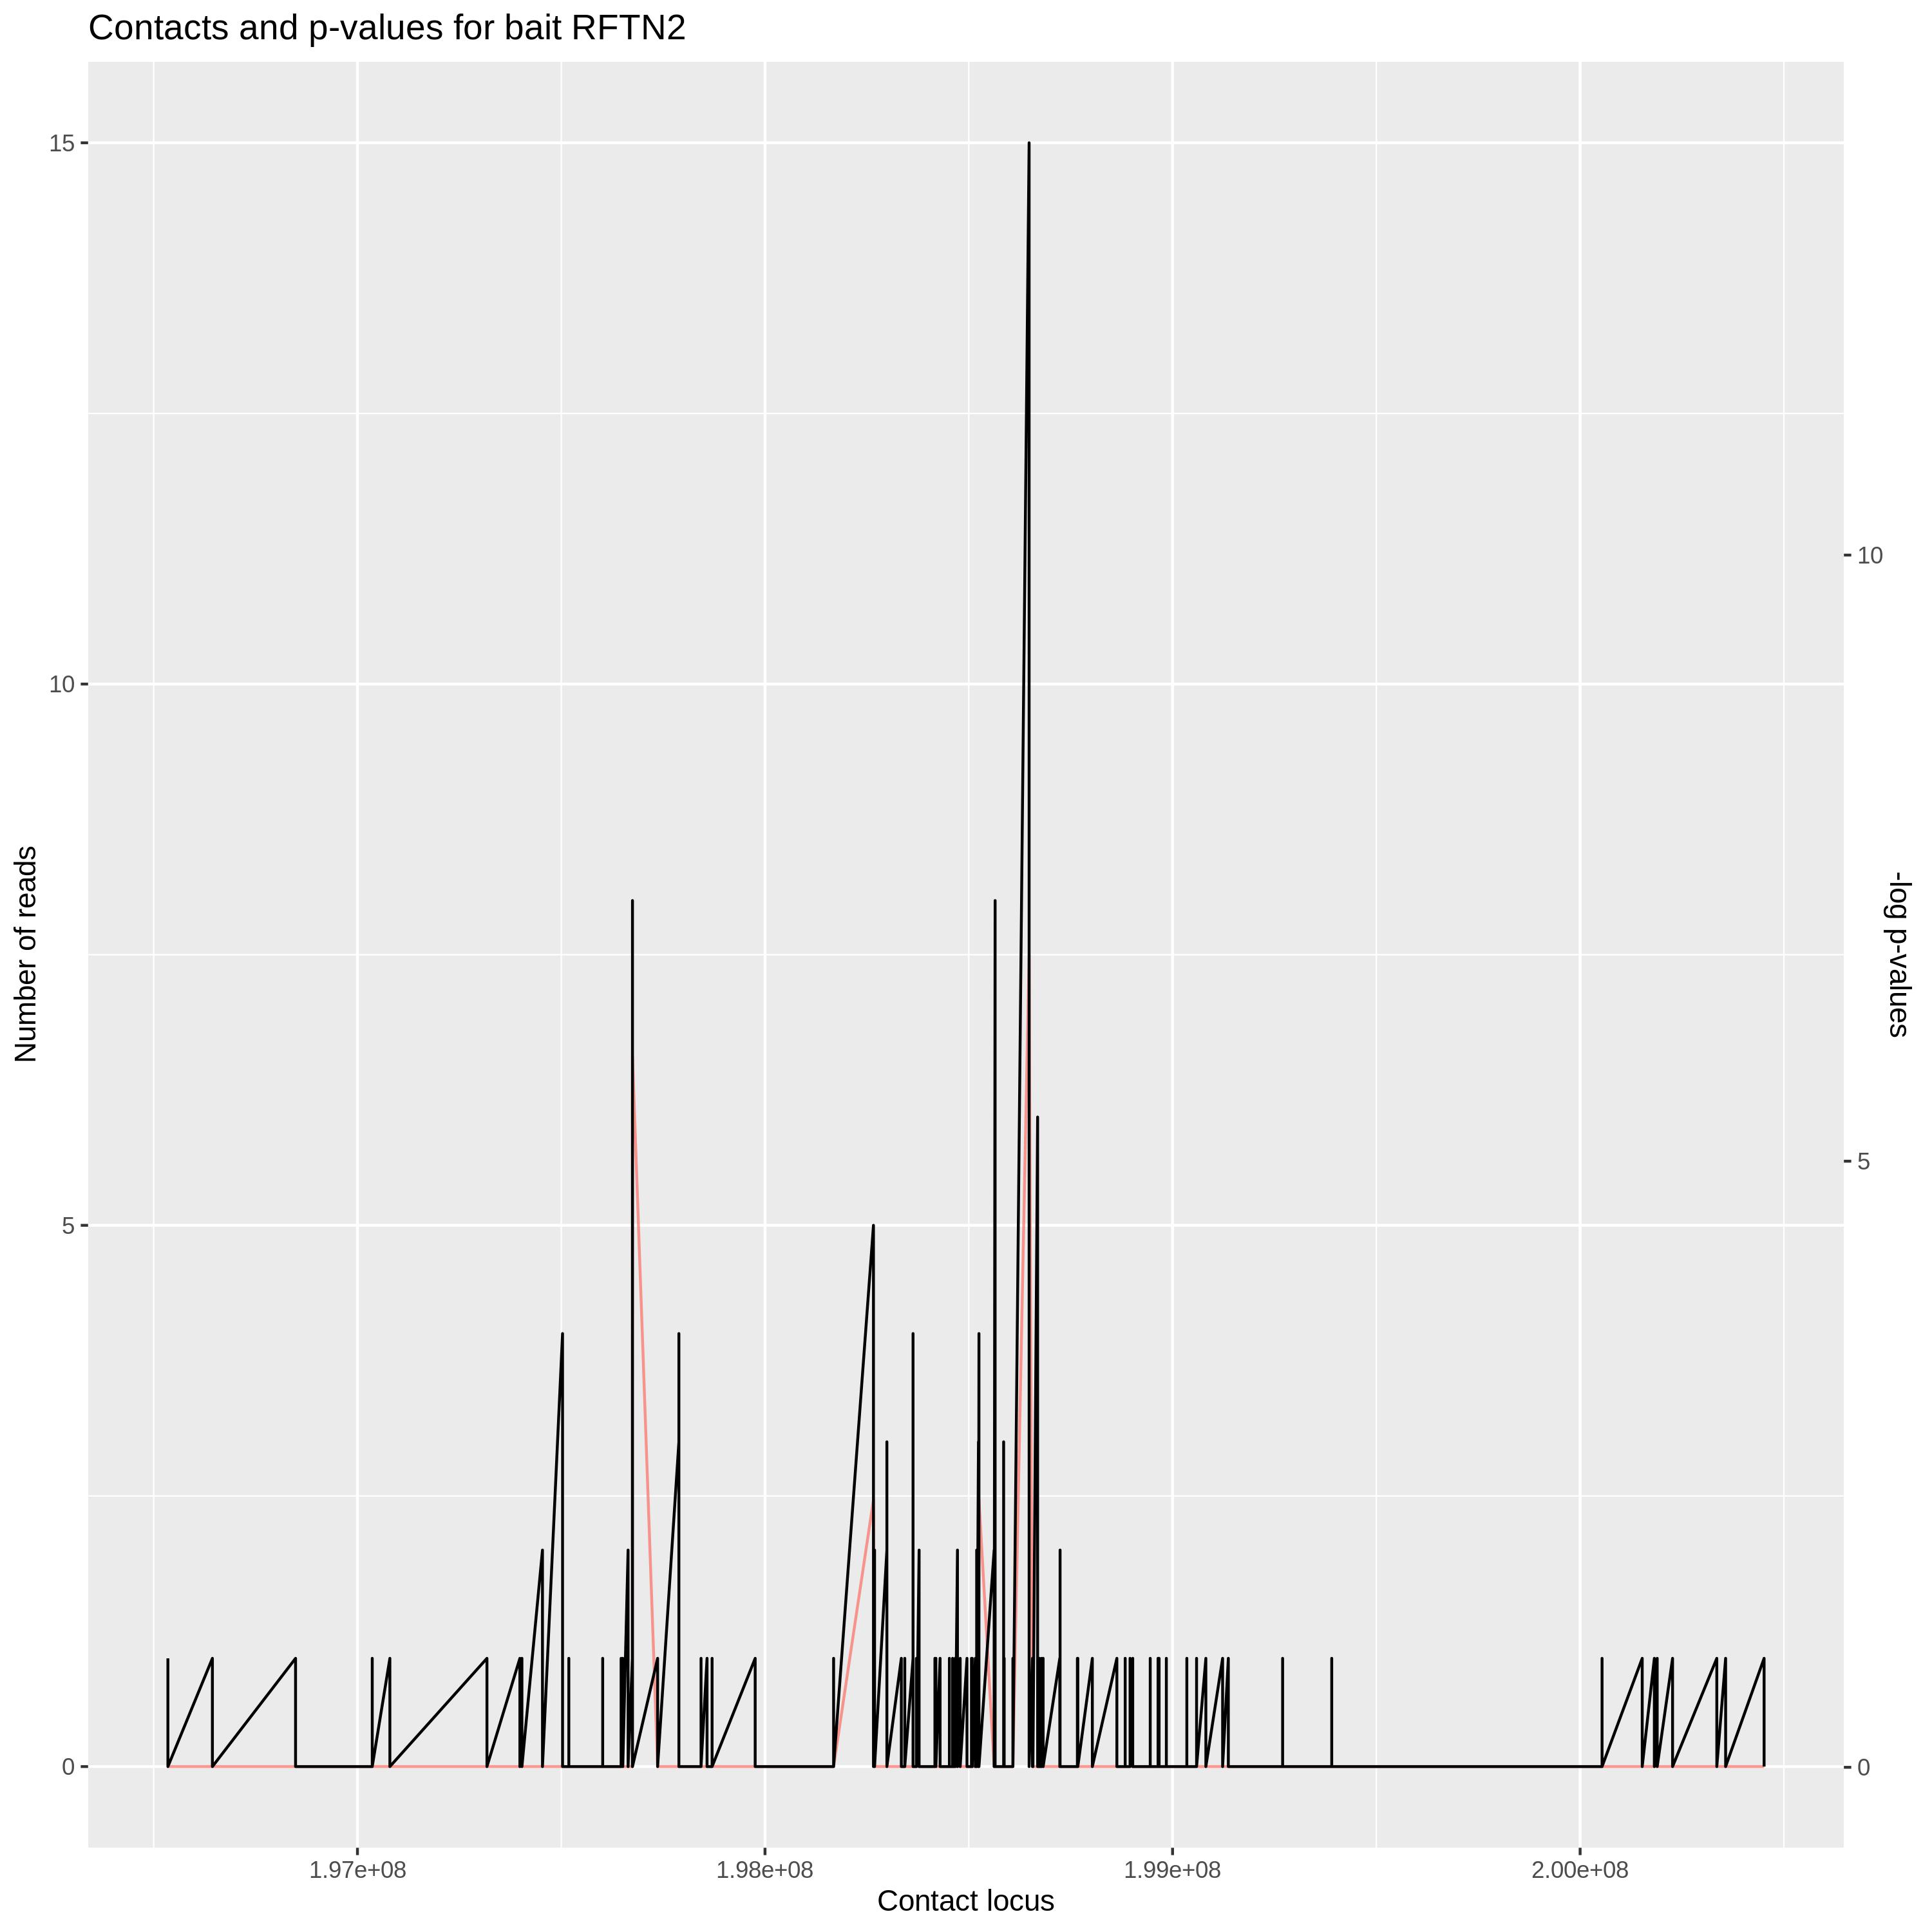 Contacts and p-values for bait RFTN2
15
10
5
0
Number of reads
10
5
0
-log p-values
1.97e+08
1.98e+08
1.99e+08
2.00e+08
Contact locus